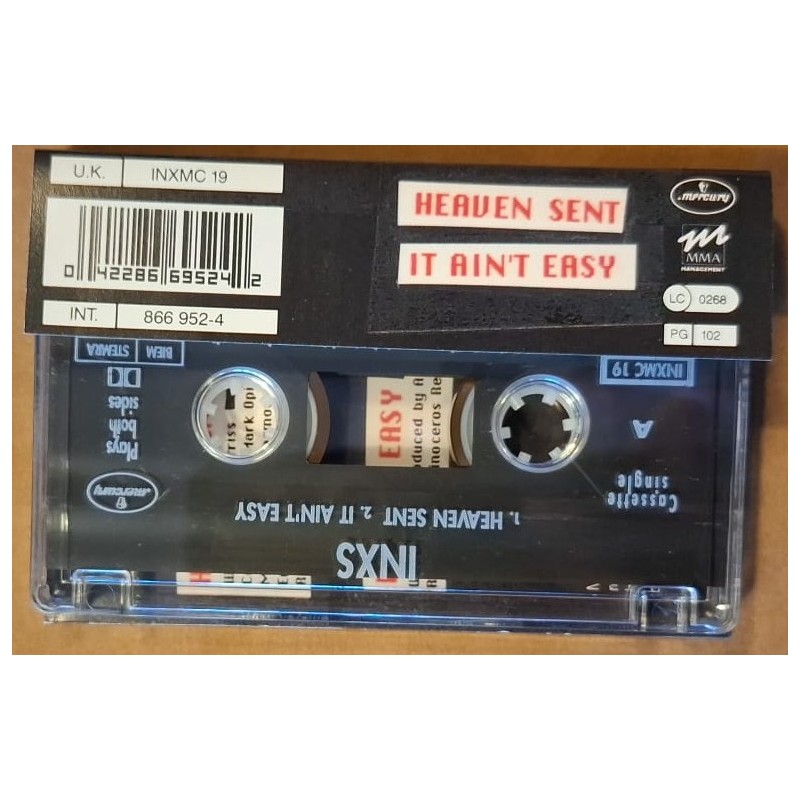 U.K. INXMC 19
0 42286 69524 2
INT. 866 952-4
HEAVEN SENT
IT AIN'T EASY
mercury
MMA
MANAGEMENT
LC 0268
PG 102
BIEM
STEMRA
INXMC 19
Plays
both
sides
EASY
Mark Opi
A
Cassette
single
mercury
1. HEAVEN SENT 2. IT AIN'T EASY
INXS